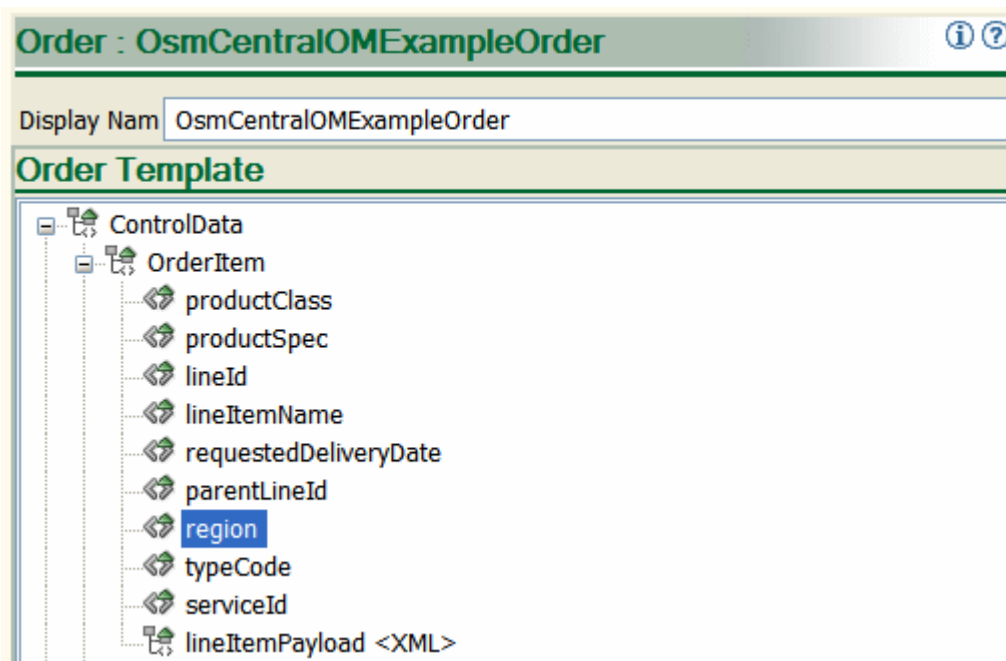 Order : OsmCentralOMExampleOrder
Display Nam OsmCentralOMExampleOrder
Order Template
ControlData
OrderItem
productClass
productSpec
lineId
lineItemName
requestedDeliveryDate
parentLineId
region
typeCode
serviceId
lineItemPayload <XML>